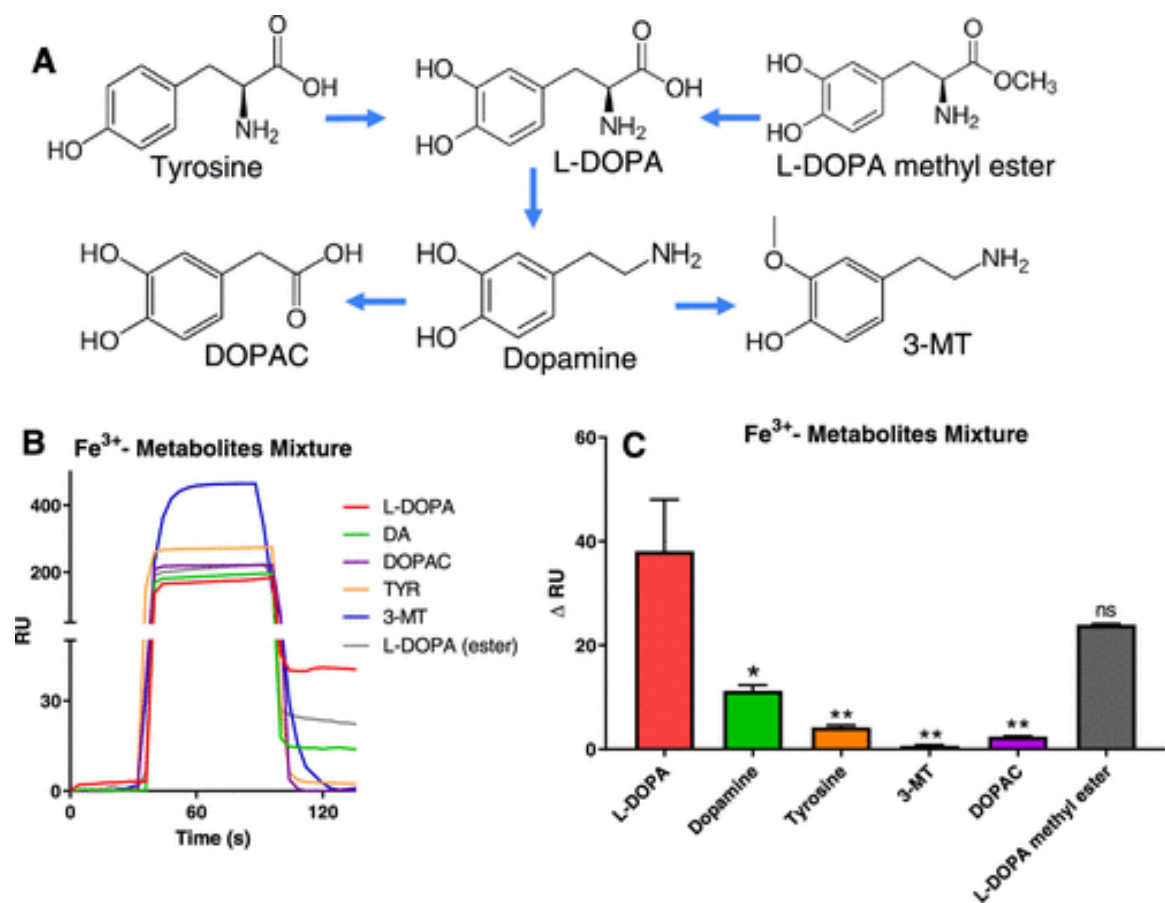 A
O
OH
NH₂
HO
Tyrosine
O
HO
OH
HO
NH₂
L-DOPA
O
HO
OCH₃
HO
NH₂
L-DOPA methyl ester
HO
OH
HO
O
DOPAC
HO
NH₂
HO
Dopamine
O
NH₂
HO
3-MT
B
Fe³⁺- Metabolites Mixture
RU
400
200
30
0
0
60
120
Time (s)
L-DOPA
DA
DOPAC
TYR
3-MT
L-DOPA (ester)
C
Fe³⁺- Metabolites Mixture
Δ RU
60
40
20
0
*
**
**
**
ns
L-DOPA
Dopamine
Tyrosine
3-MT
DOPAC
L-DOPA methyl ester